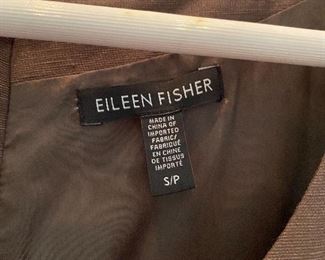 EILEEN FISHER
MADE IN
CHINA OF
IMPORTED
FABRIC/
FABRIQUÉ
EN CHINE
DE TISSUS
IMPORTÉ
S/P